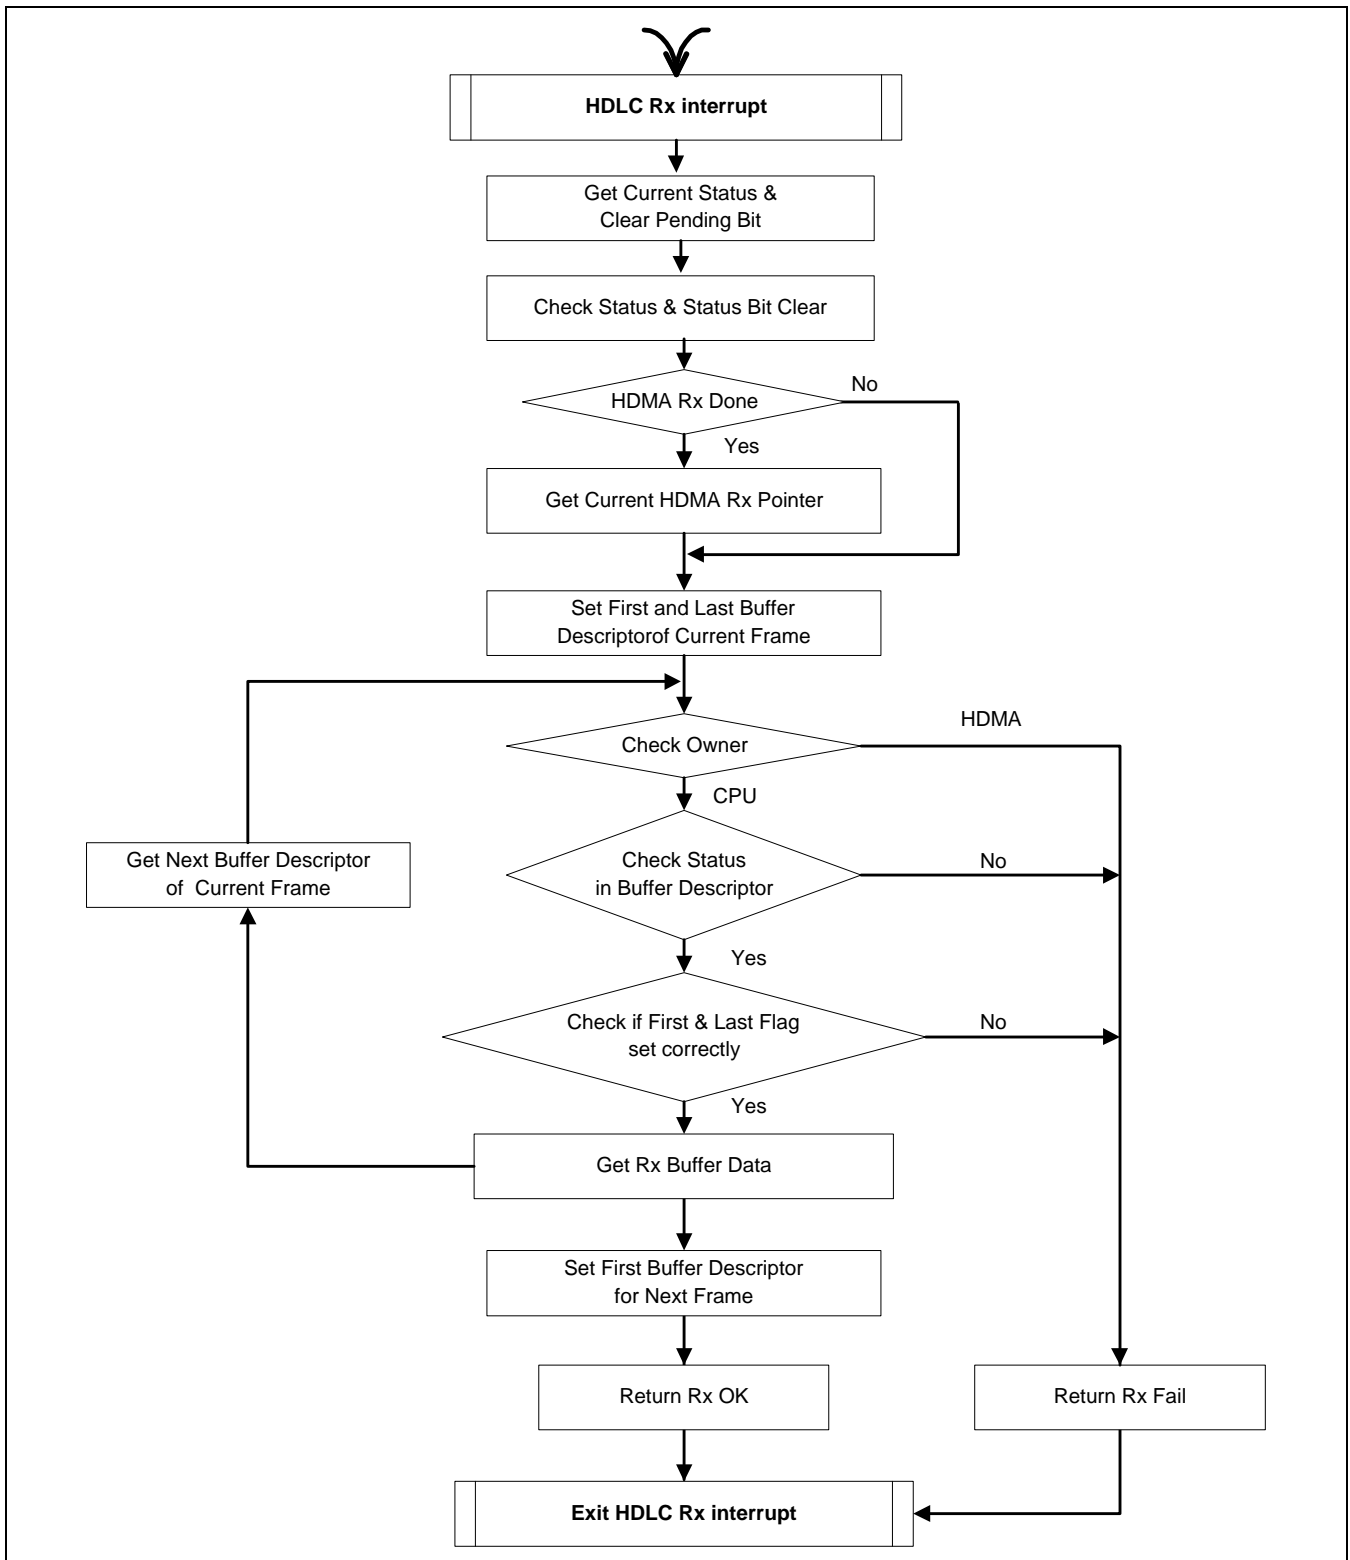 HDLC Rx interrupt
Get Current Status &
Clear Pending Bit
Check Status & Status Bit Clear
HDMA Rx Done
No
Yes
Get Current HDMA Rx Pointer
Set First and Last Buffer
Descriptorof Current Frame
HDMA
Check Owner
CPU
Get Next Buffer Descriptor
of Current Frame
Check Status
in Buffer Descriptor
No
Yes
Check if First & Last Flag
set correctly
No
Yes
Get Rx Buffer Data
Set First Buffer Descriptor
for Next Frame
Return Rx OK
Return Rx Fail
Exit HDLC Rx interrupt